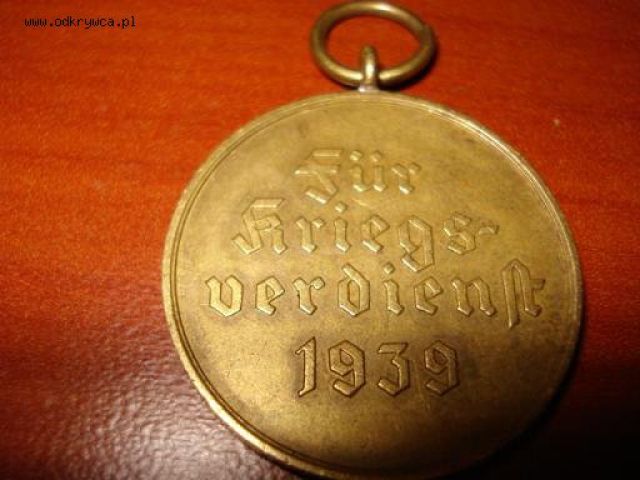 www.odkrywca.pl
Für
Kriegs-
verdienst
1939